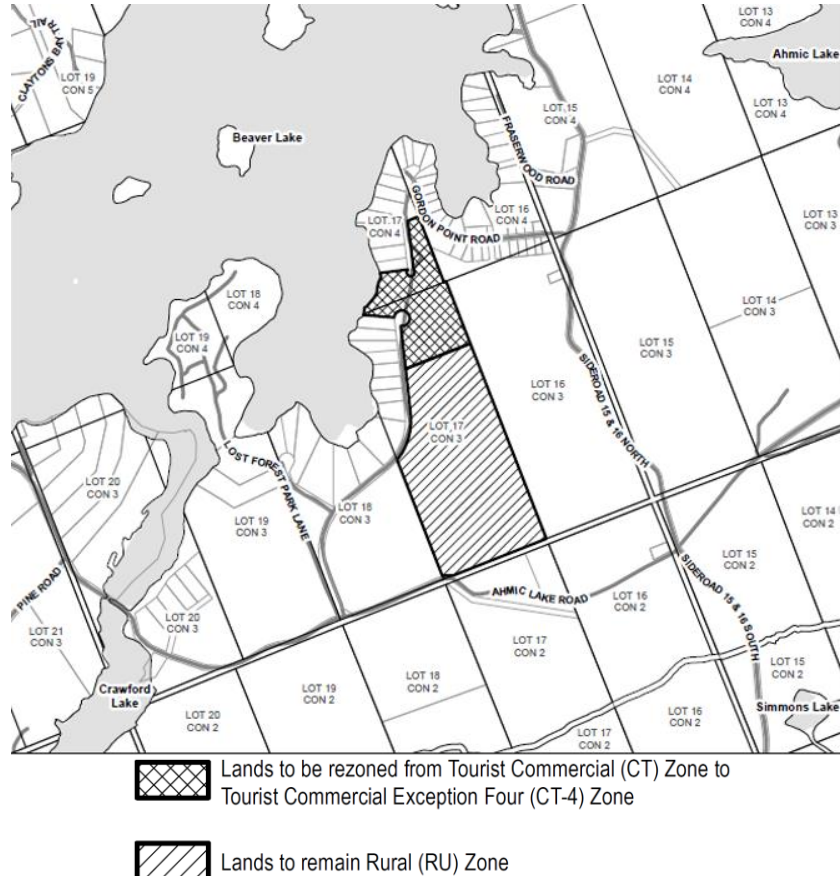 LOT 13
CON 4
CLAYTONS BAY TRAIL
LOT 19
CON 5
Ahmic Lake
LOT 14
CON 4
LOT 13
CON 4
LOT 15
CON 4
Beaver Lake
FRASERWOOD ROAD
GORDON POINT ROAD
LOT 16
CON 4
LOT 17
CON 4
LOT 13
CON 3
LOT 18
CON 4
LOT 14
CON 3
LOT 19
CON 4
LOT 15
CON 3
LOT 16
CON 3
SIDEROAD 15 & 16 NORTH
LOT 17
CON 3
LOST FOREST PARK LANE
LOT 20
CON 3
LOT 18
CON 3
LOT 19
CON 3
LOT 14
CON 2
LOT 15
CON 2
SIDEROAD 15 & 16 SOUTH
PINE ROAD
AHMIC LAKE ROAD
LOT 16
CON 2
LOT 20
CON 3
LOT 21
CON 3
LOT 17
CON 2
LOT 18
CON 2
LOT 15
CON 2
Crawford
Lake
LOT 19
CON 2
Simmons Lake
LOT 16
CON 2
LOT 20
CON 2
LOT 17
CON 2
Lands to be rezoned from Tourist Commercial (CT) Zone to
Tourist Commercial Exception Four (CT-4) Zone
Lands to remain Rural (RU) Zone